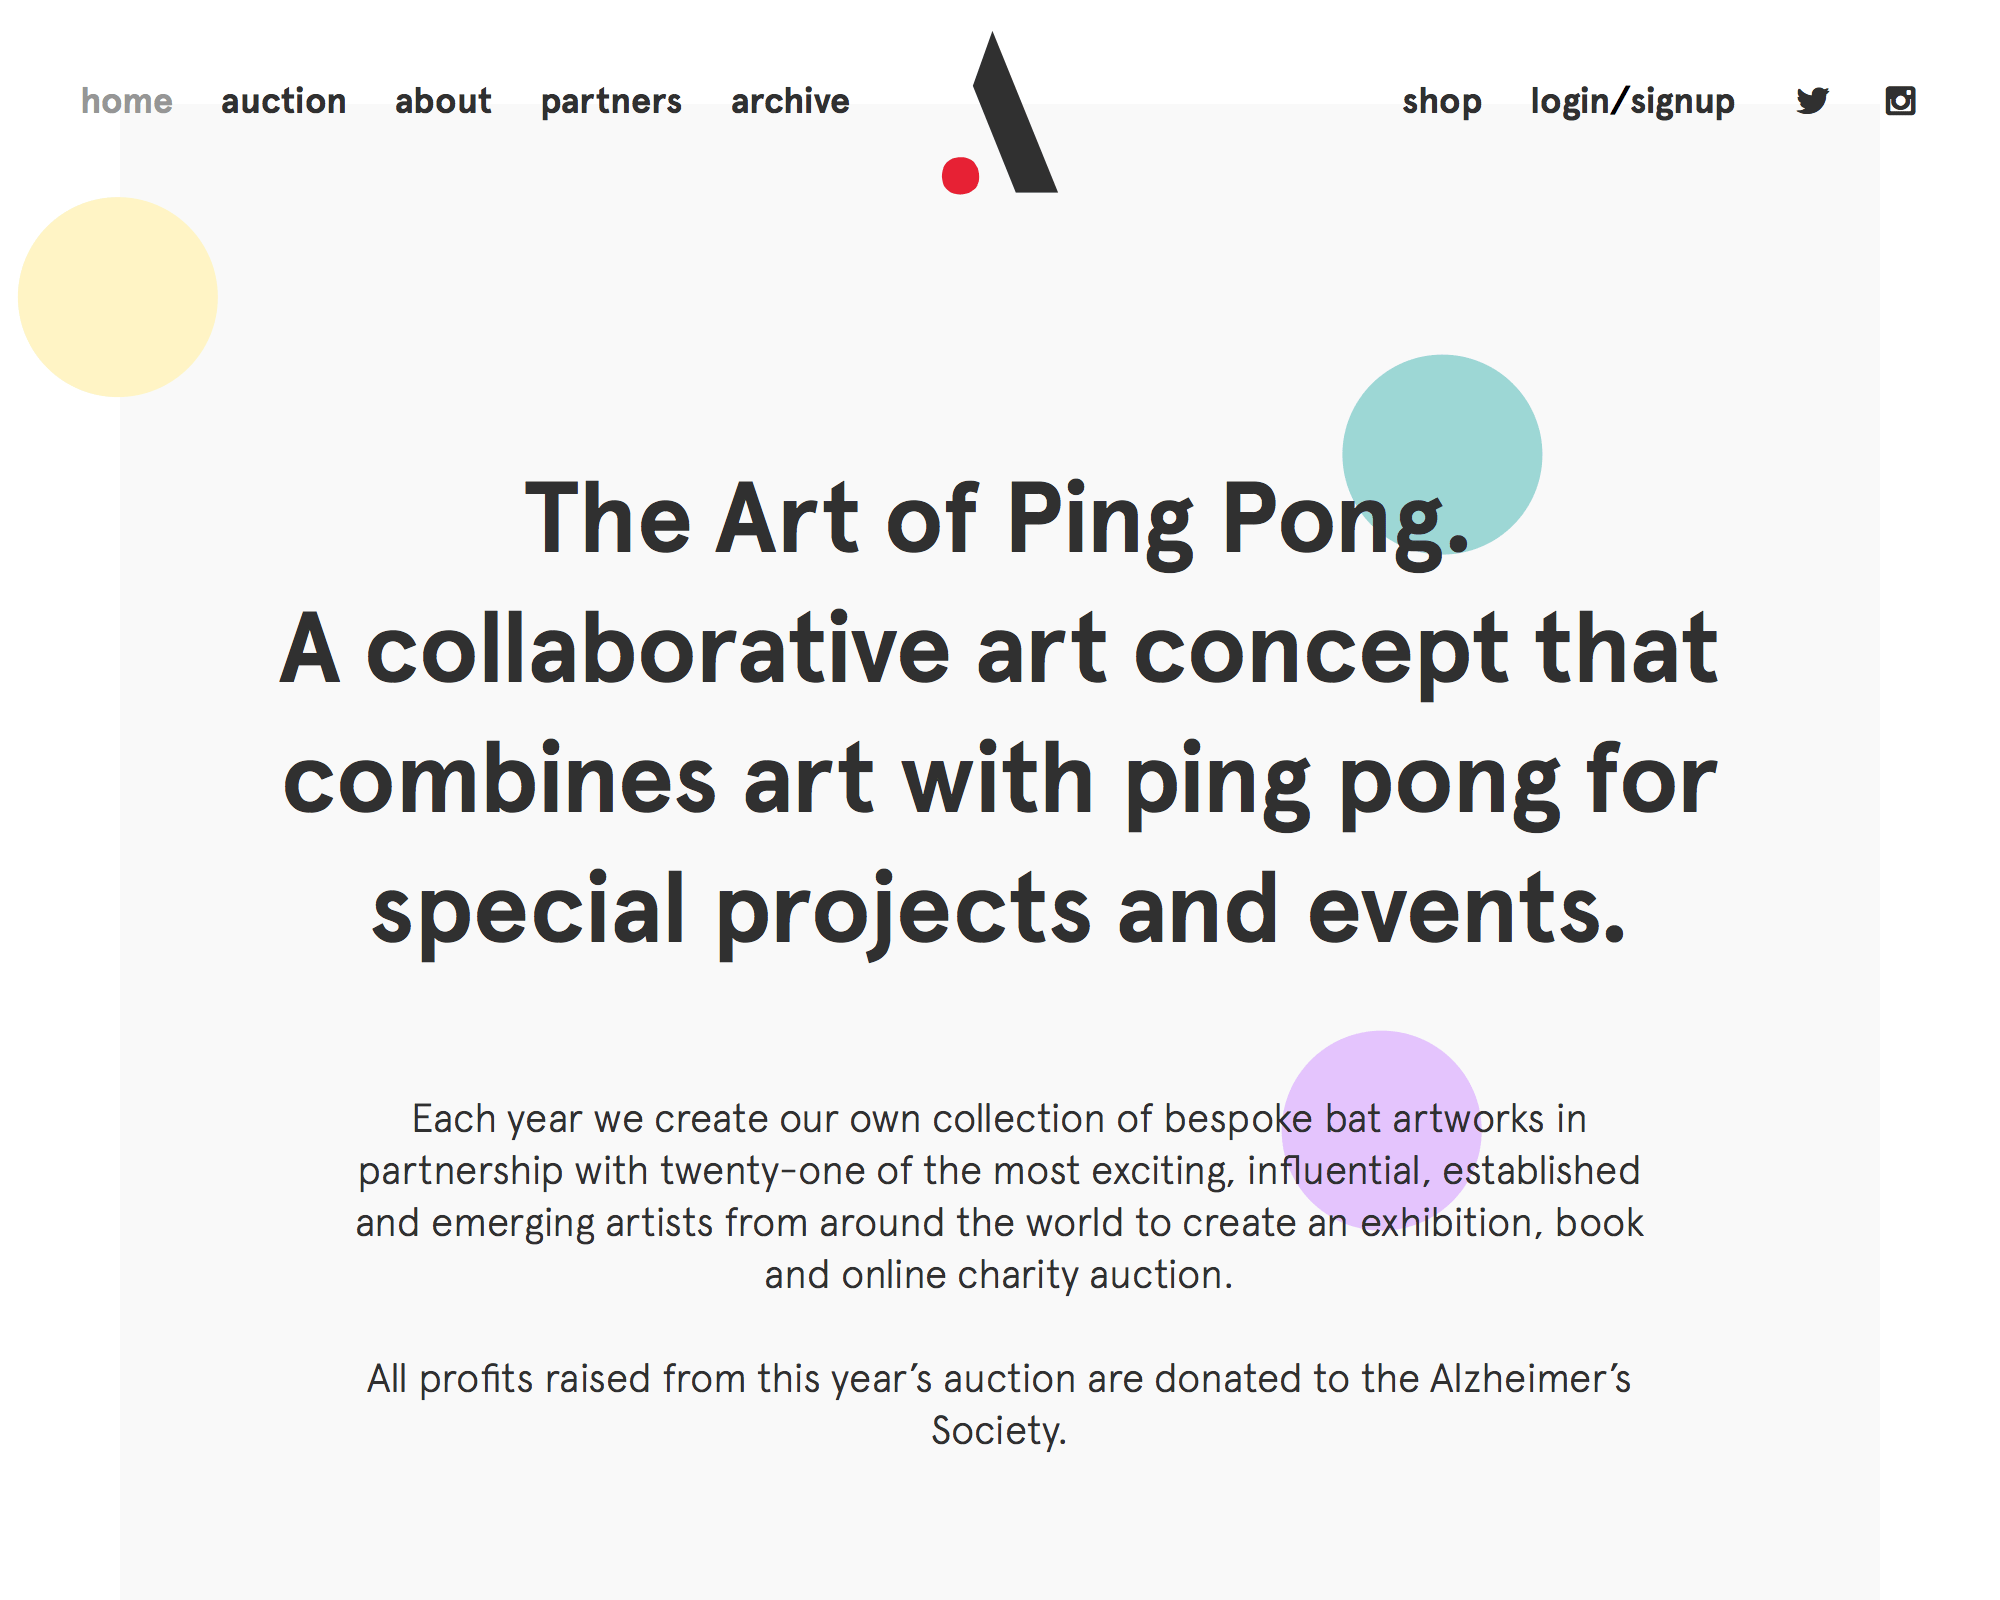 home auction about partners archive shop login/signup
The Art of Ping Pong.
A collaborative art concept that
combines art with ping pong for
special projects and events.
Each year we create our own collection of bespoke bat artworks in
partnership with twenty-one of the most exciting, influential, established
and emerging artists from around the world to create an exhibition, book
and online charity auction.
All profits raised from this year’s auction are donated to the Alzheimer’s
Society.